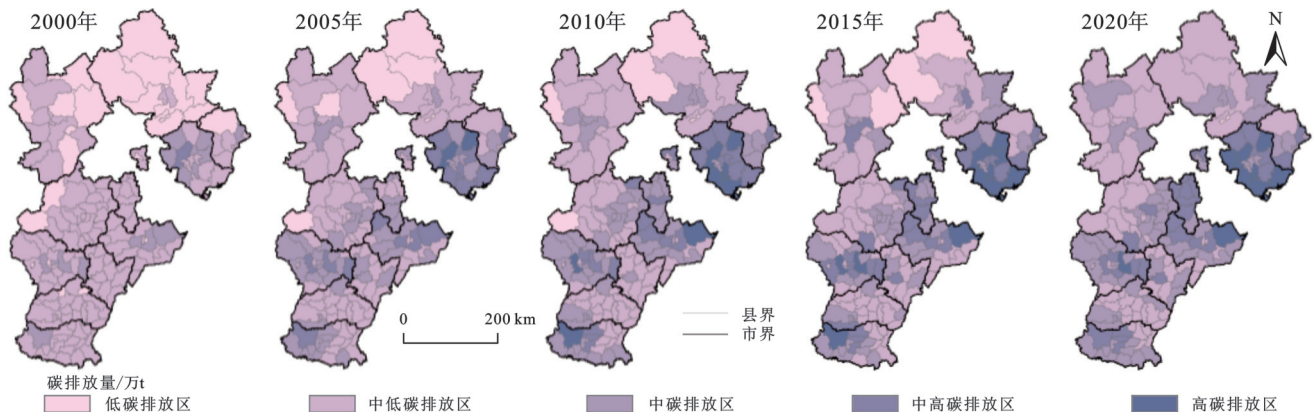 2000年
2005年
2010年
2015年
2020年
N
0 200 km
县界
市界
碳排放量/万t
低碳排放区
中低碳排放区
中碳排放区
中高碳排放区
高碳排放区